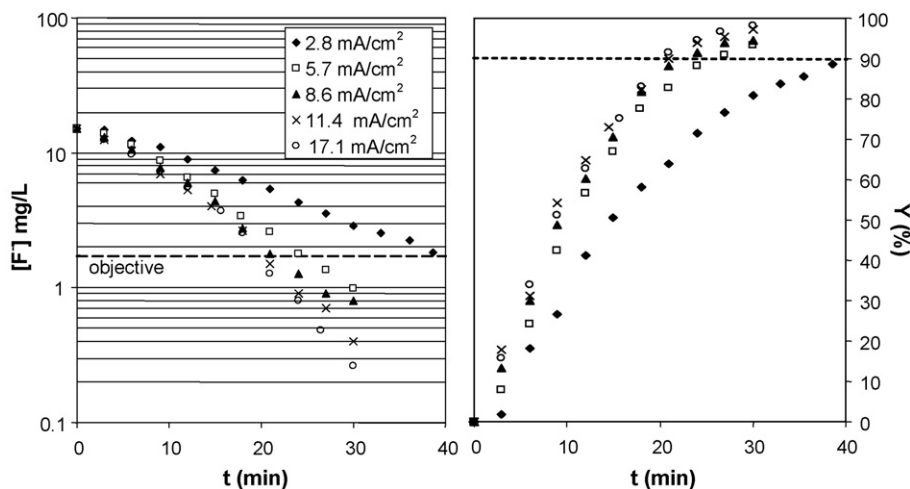 100
10
1
0.1
[F-] mg/L
2.8 mA/cm²
5.7 mA/cm²
8.6 mA/cm²
11.4 mA/cm²
17.1 mA/cm²
objective
0 10 20 30 40
t (min)
100
90
80
70
60
50
40
30
20
10
0
Y (%)
0 10 20 30 40
t (min)